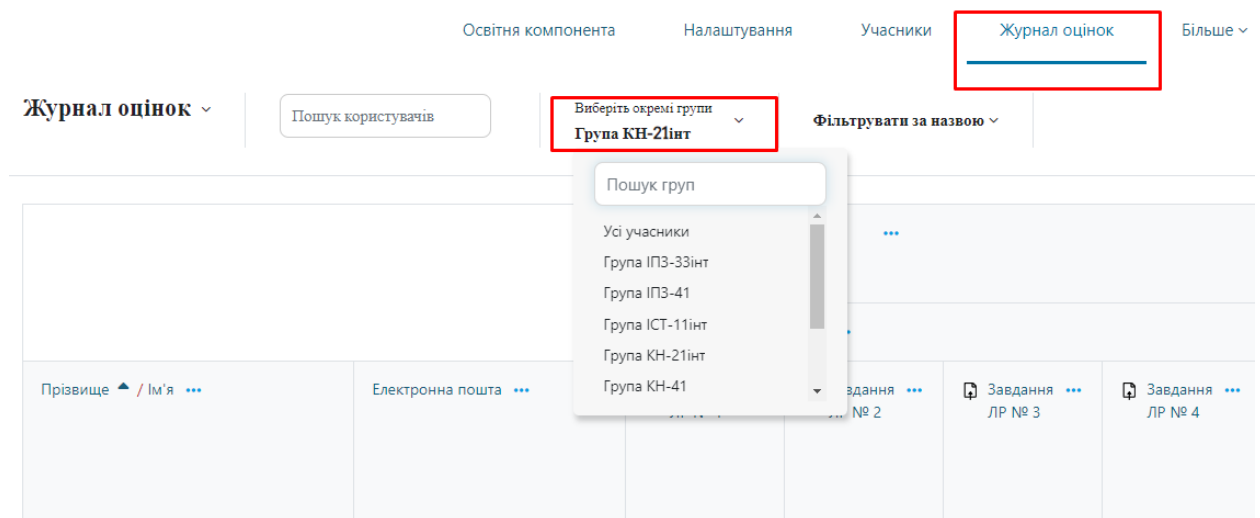 Освітня компонента Налаштування Учасники Журнал оцінок Більше
Журнал оцінок
Пошук користувачів
Виберіть окремі групи
Група КН-21інт
Фільтрувати за назвою
Пошук груп
Усі учасники
Група ІПЗ-33інт
Група ІПЗ-41
Група ІСТ-11інт
Група КН-21інт
Група КН-41
Прізвище / Ім'я
Електронна пошта
№ 2
Завдання
ЛР № 3
Завдання
ЛР № 4